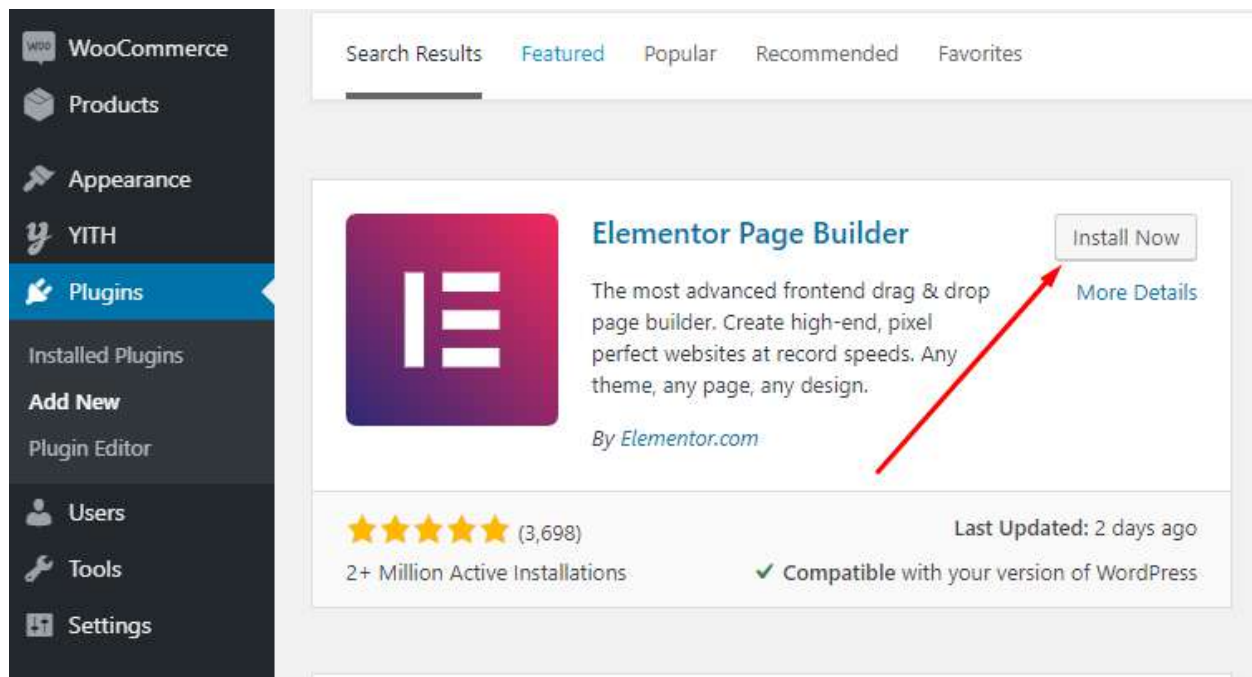 WooCommerce
Products
Appearance
YITH
Plugins
Installed Plugins
Add New
Plugin Editor
Users
Tools
Settings
Search Results Featured Popular Recommended Favorites
Elementor Page Builder
Install Now
More Details
The most advanced frontend drag & drop
page builder. Create high-end, pixel
perfect websites at record speeds. Any
theme, any page, any design.
By Elementor.com
(3,698)
2+ Million Active Installations
Last Updated: 2 days ago
Compatible with your version of WordPress